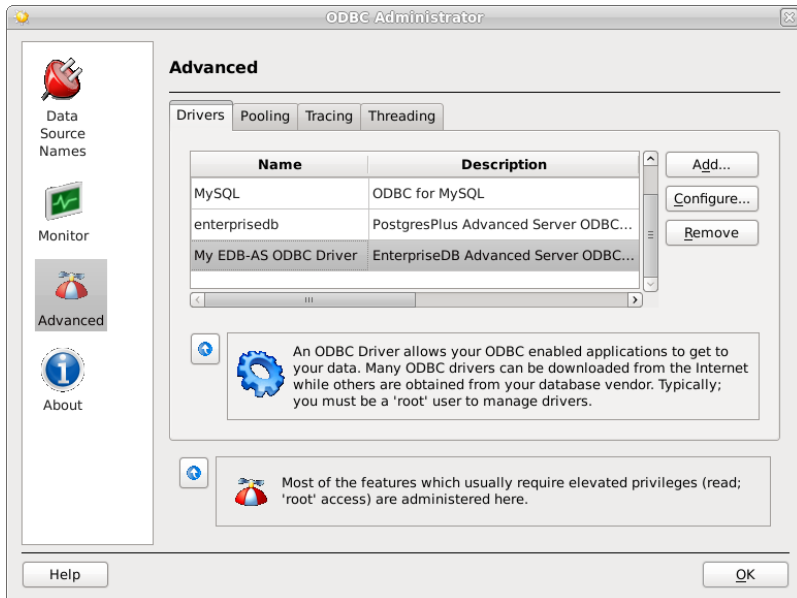 ODBC Administrator
Data
Source
Names
Monitor
Advanced
About
Advanced
Drivers Pooling Tracing Threading
Name Description
MySQL ODBC for MySQL
enterprisedb PostgresPlus Advanced Server ODBC...
My EDB-AS ODBC Driver EnterpriseDB Advanced Server ODBC...
Add...
Configure...
Remove
An ODBC Driver allows your ODBC enabled applications to get to
your data. Many ODBC drivers can be downloaded from the Internet
while others are obtained from your database vendor. Typically;
you must be a 'root' user to manage drivers.
Most of the features which usually require elevated privileges (read;
'root' access) are administered here.
Help
OK